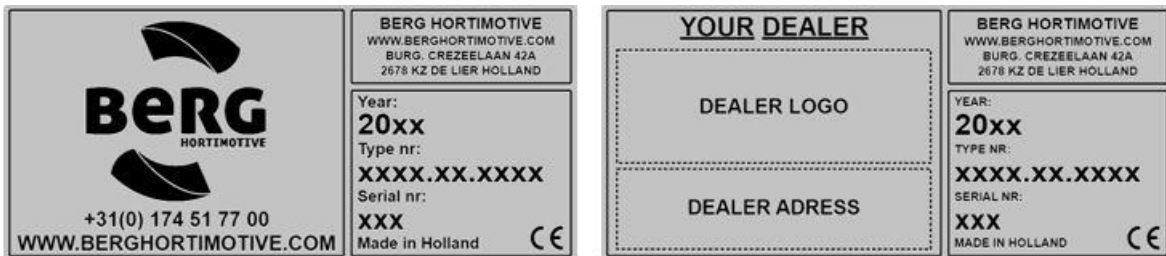 BERG
HORTIMOTIVE
+31(0) 174 51 77 00
WWW.BERGHORTIMOTIVE.COM
BERG HORTIMOTIVE
WWW.BERGHORTIMOTIVE.COM
BURG. CREZEELAAN 42A
2678 KZ DE LIER HOLLAND
Year:
20xx
Type nr:
xxxx.xx.xxxx
Serial nr:
xxx
Made in Holland CE
YOUR DEALER
DEALER LOGO
DEALER ADRESS
BERG HORTIMOTIVE
WWW.BERGHORTIMOTIVE.COM
BURG. CREZEELAAN 42A
2678 KZ DE LIER HOLLAND
YEAR:
20xx
TYPE NR:
xxxx.xx.xxxx
SERIAL NR:
xxx
MADE IN HOLLAND CE